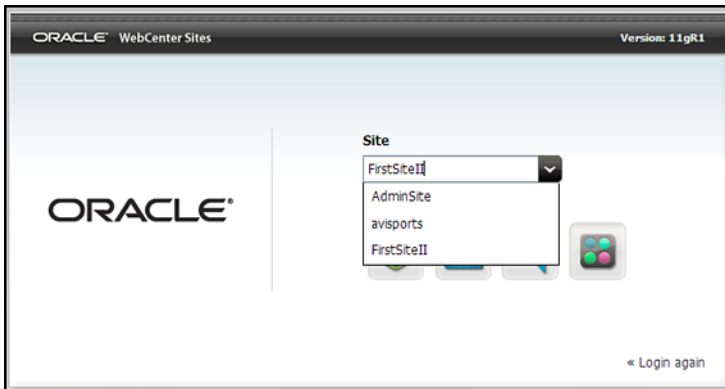 ORACLE® WebCenter Sites Version: 11gR1
Site
FirstSiteII
AdminSite
avisports
FirstSiteII
ORACLE®
« Login again